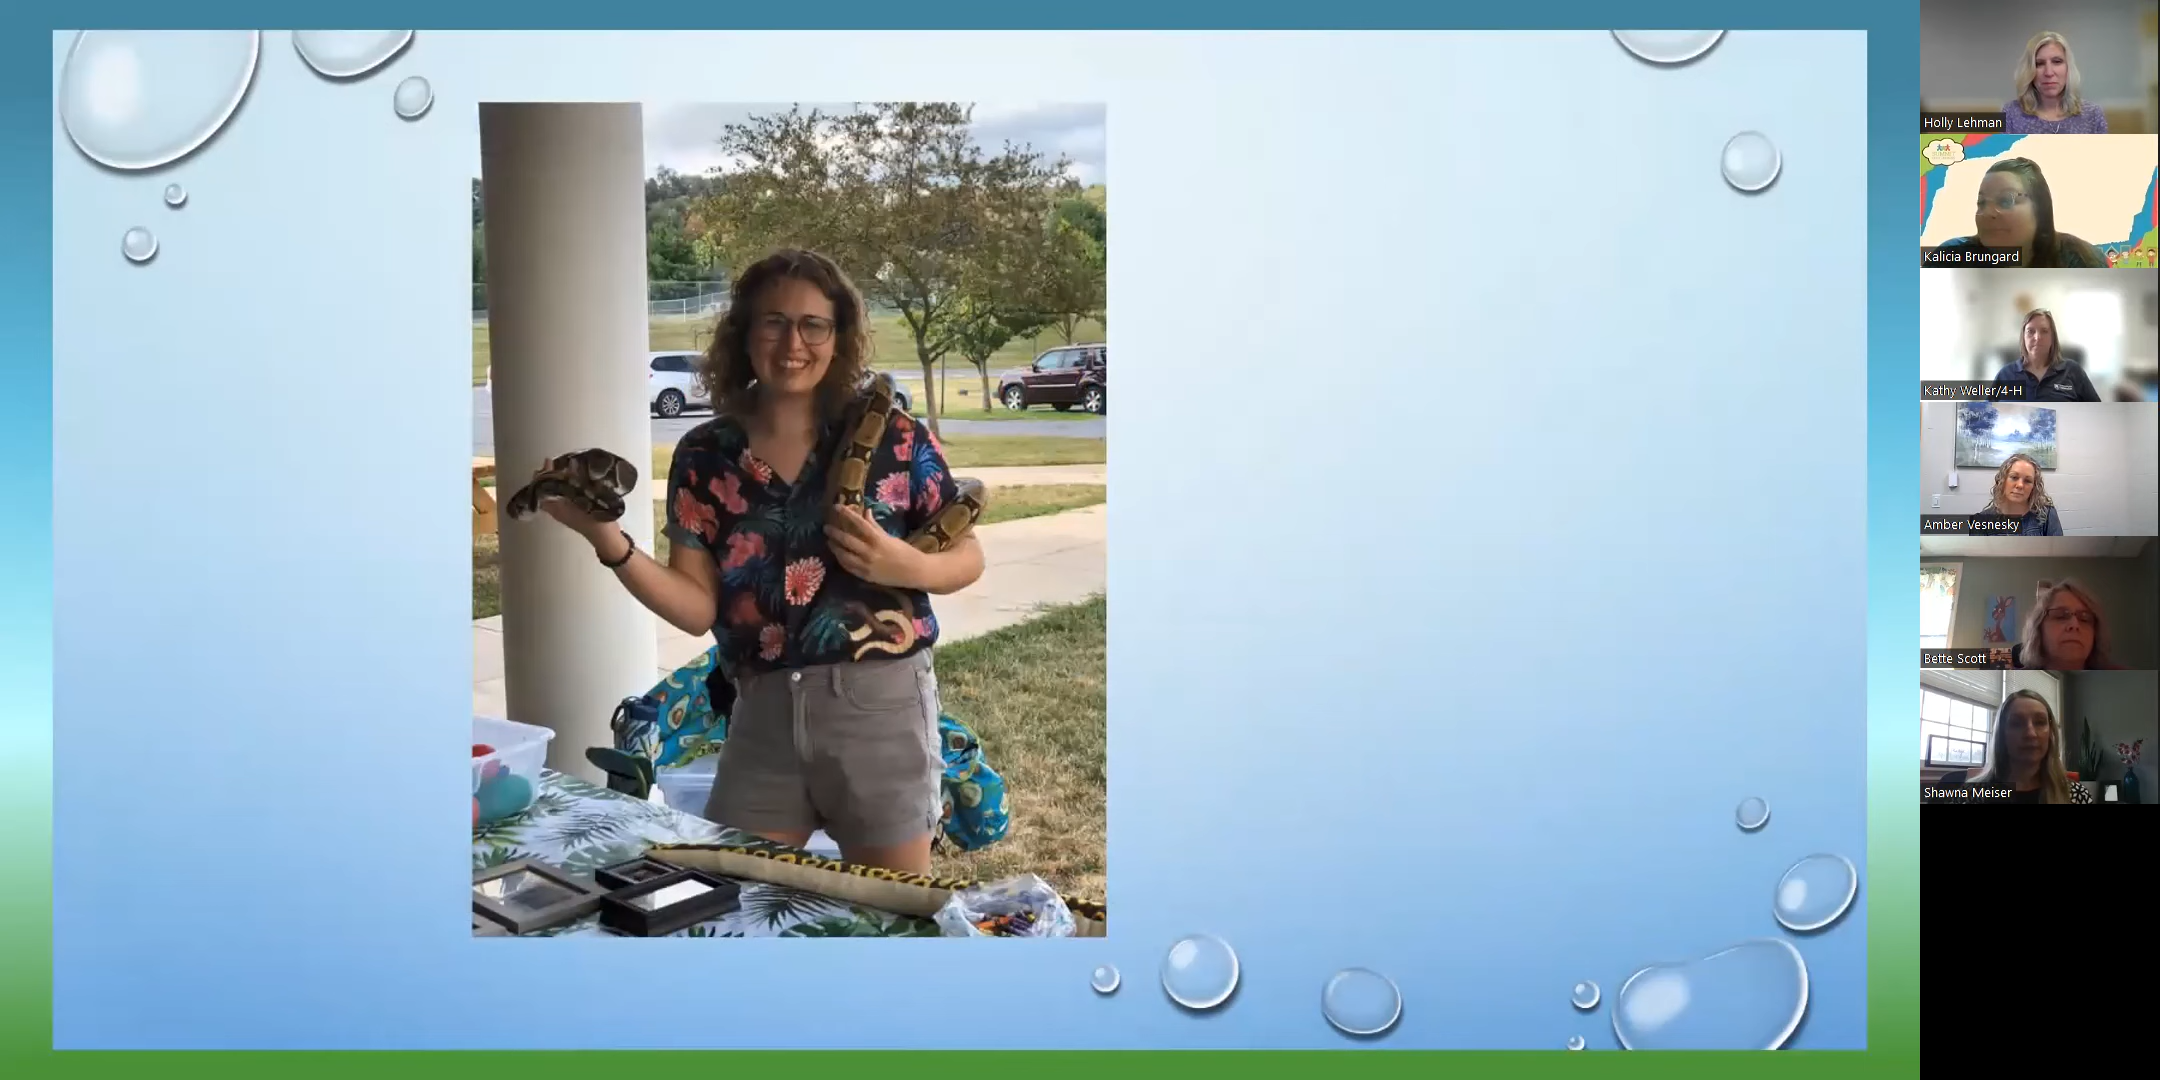 Holly Lehman
Kalicia Brungard
Kathy Weller/4-H
Amber Vesnesky
Bette Scott
Shawna Meiser